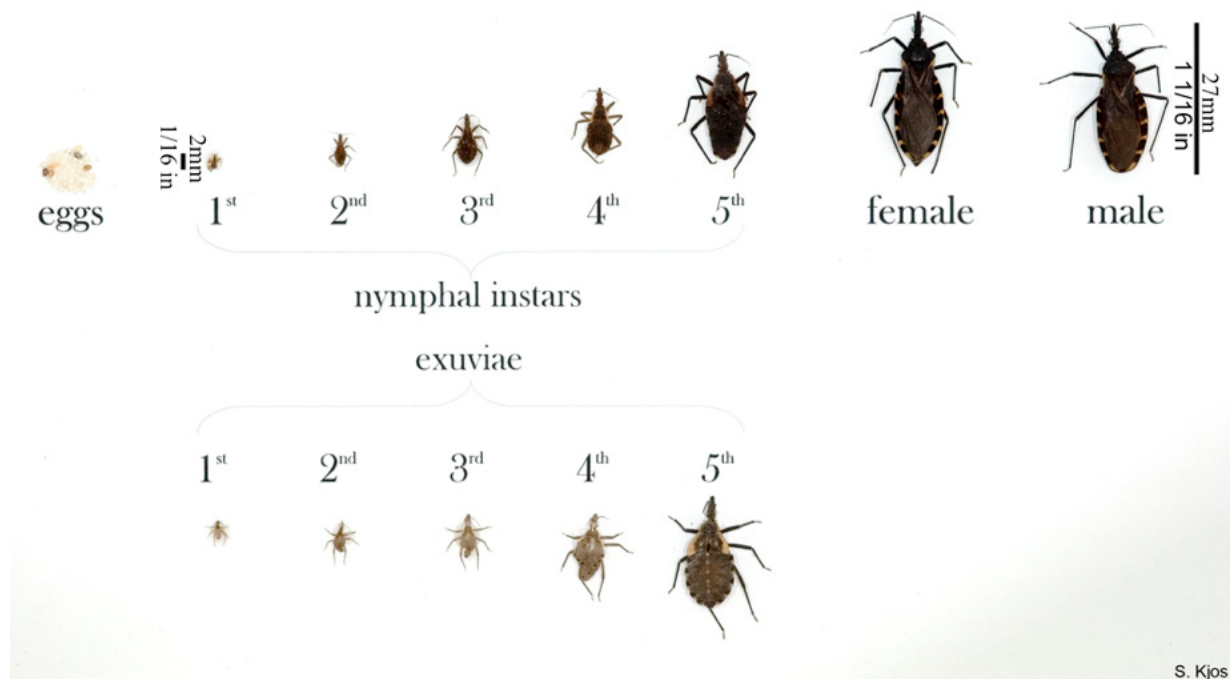 2mm
1/16 in
27mm
1 1/16 in
eggs
1st
2nd
3rd
4th
5th
female
male
nymphal instars
exuviae
1st
2nd
3rd
4th
5th
S. Kjos